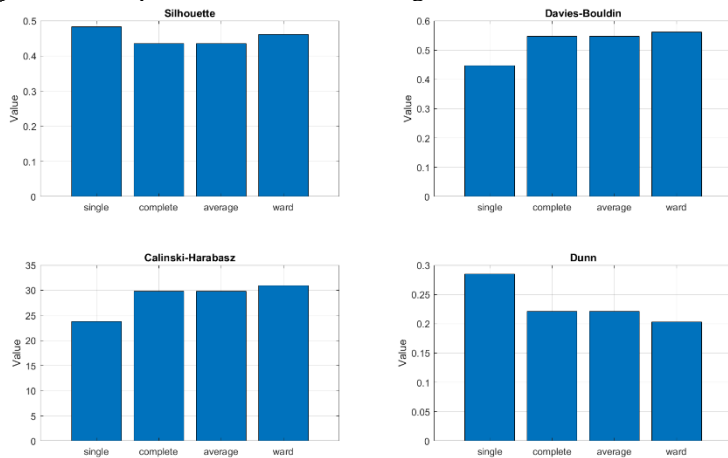 Silhouette
0.5
0.4
0.3
0.2
0.1
0
Value
single complete average ward
Davies-Bouldin
0.6
0.5
0.4
0.3
0.2
0.1
0
Value
single complete average ward
Calinski-Harabasz
35
30
25
20
15
10
5
0
Value
single complete average ward
Dunn
0.3
0.25
0.2
0.15
0.1
0.05
0
Value
single complete average ward